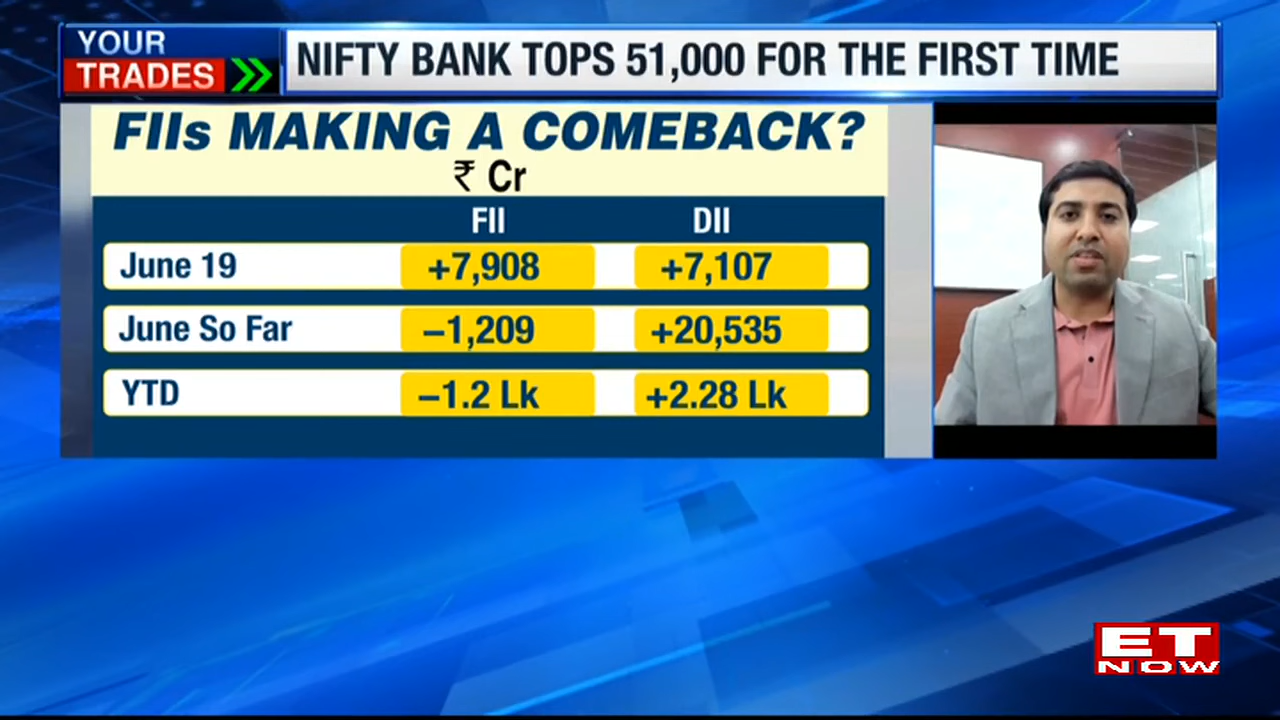 YOUR
TRADES
NIFTY BANK TOPS 51,000 FOR THE FIRST TIME
FIIs MAKING A COMEBACK?
₹ Cr
FII DII
June 19 +7,908 +7,107
June So Far –1,209 +20,535
YTD –1.2 Lk +2.28 Lk
ET
NOW